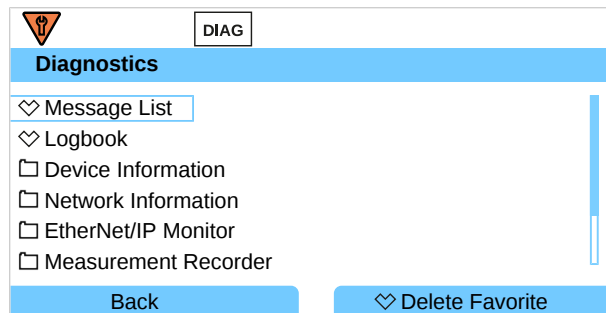 DIAG
Diagnostics
Message List
Logbook
Device Information
Network Information
EtherNet/IP Monitor
Measurement Recorder
Back
Delete Favorite